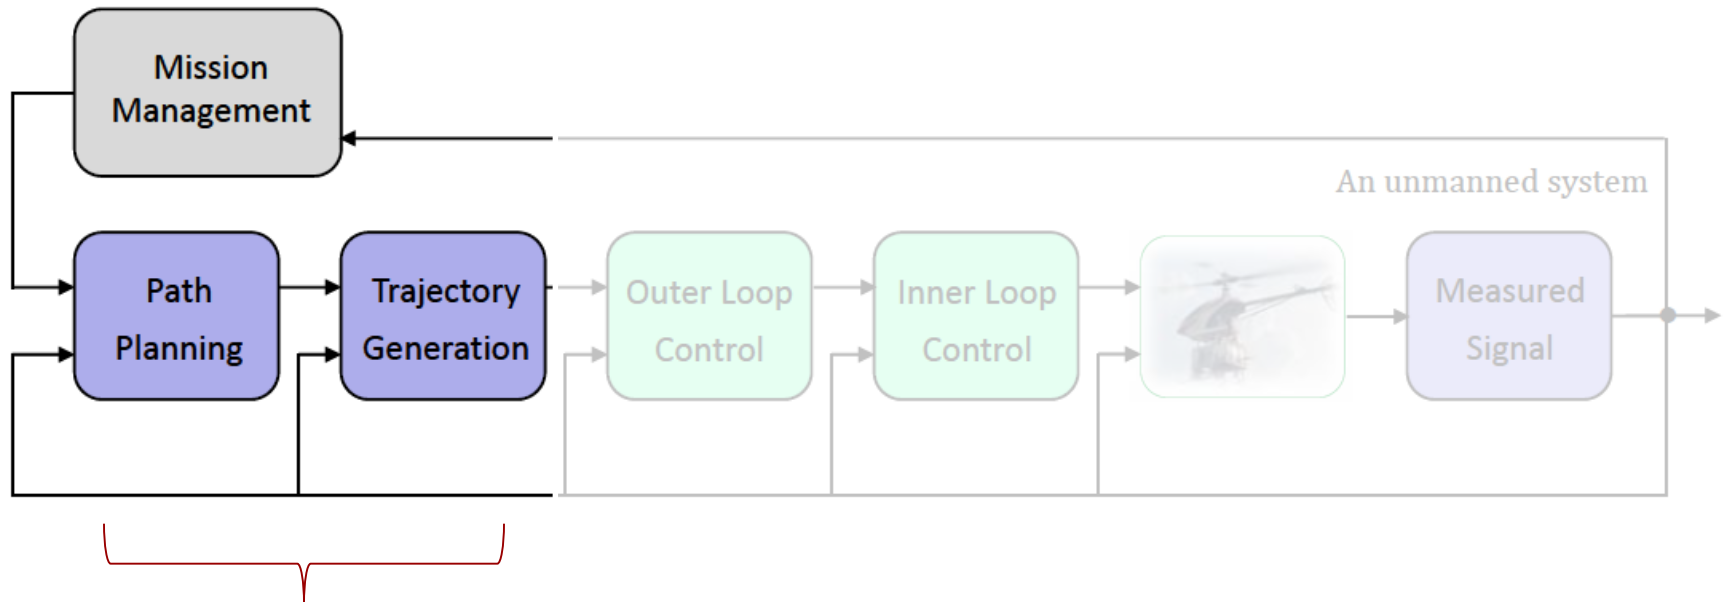 Mission
Management
An unmanned system
Path
Planning
Trajectory
Generation
Outer Loop
Control
Inner Loop
Control
Measured
Signal